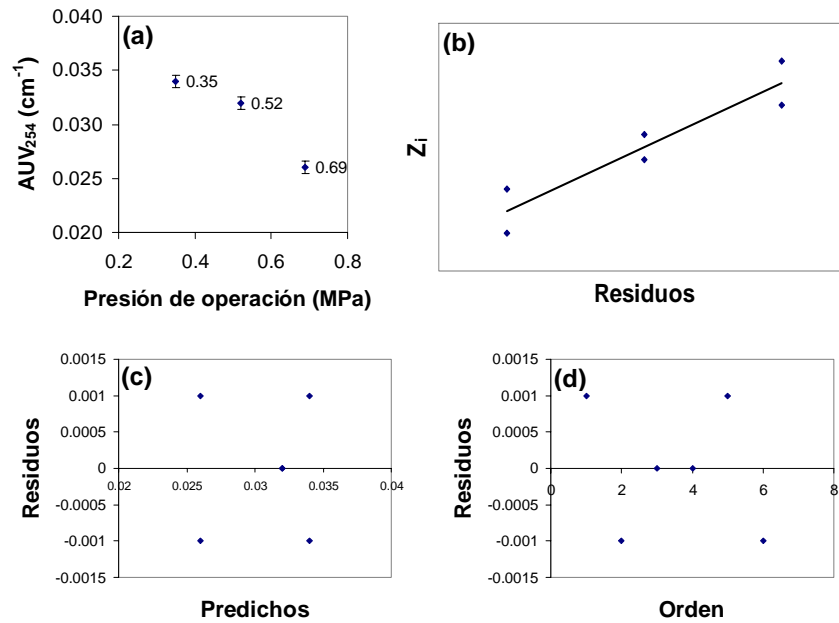 (a)
0.040
0.035
0.030
0.025
0.020
AUV254 (cm-1)
0.35
0.52
0.69
0.2 0.4 0.6 0.8
Presión de operación (MPa)
(b)
Zi
Residuos
(c)
0.0015
0.001
0.0005
0
-0.0005
-0.001
-0.0015
Residuos
0.02 0.025 0.03 0.035 0.04
Predichos
(d)
0.0015
0.001
0.0005
0
-0.0005
-0.001
-0.0015
Residuos
0 2 4 6 8
Orden